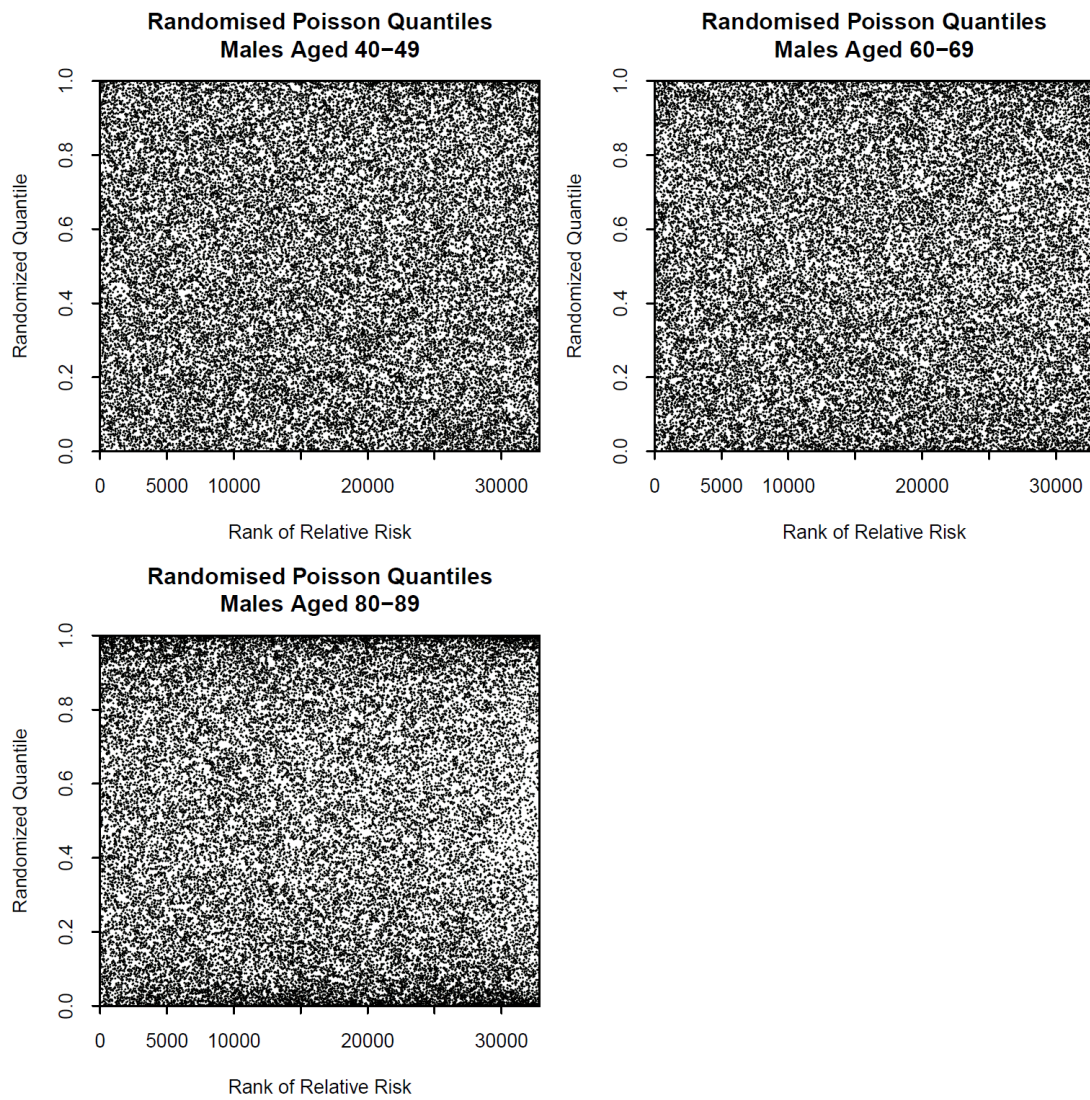 Randomised Poisson Quantiles
Males Aged 40−49
Randomized Quantile
1.0
0.8
0.6
0.4
0.2
0.0
0 5000 10000 20000 30000
Rank of Relative Risk
Randomised Poisson Quantiles
Males Aged 60−69
Randomized Quantile
1.0
0.8
0.6
0.4
0.2
0.0
0 5000 10000 20000 30000
Rank of Relative Risk
Randomised Poisson Quantiles
Males Aged 80−89
Randomized Quantile
1.0
0.8
0.6
0.4
0.2
0.0
0 5000 10000 20000 30000
Rank of Relative Risk